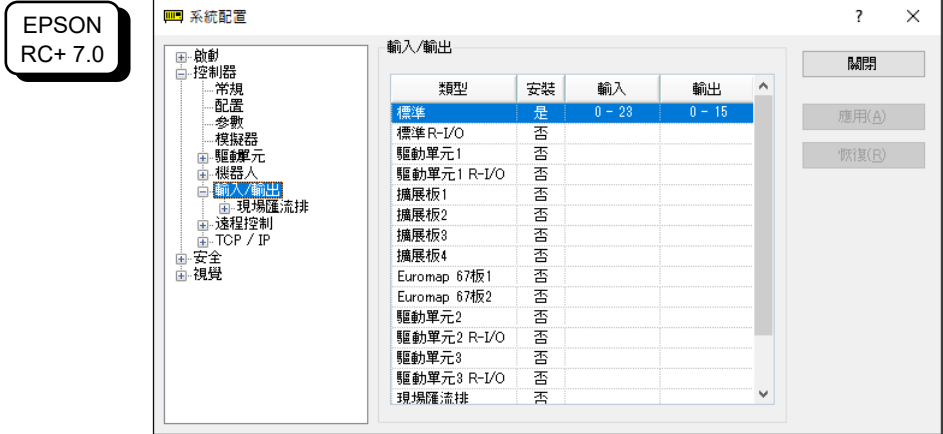 EPSON
RC+ 7.0
系統配置
?
啟動
控制器
常規
配置
參數
模擬器
驅動單元
機器人
輸入/輸出
現場匯流排
遠程控制
TCP / IP
安全
視覺
輸入/輸出
類型 安裝 輸入 輸出
標準 是 0 - 23 0 - 15
標準R-I/O 否
驅動單元1 否
驅動單元1 R-I/O 否
擴展板1 否
擴展板2 否
擴展板3 否
擴展板4 否
Euromap 67板1 否
Euromap 67板2 否
驅動單元2 否
驅動單元2 R-I/O 否
驅動單元3 否
驅動單元3 R-I/O 否
現場匯流排 否
關閉
應用(A)
恢復(R)